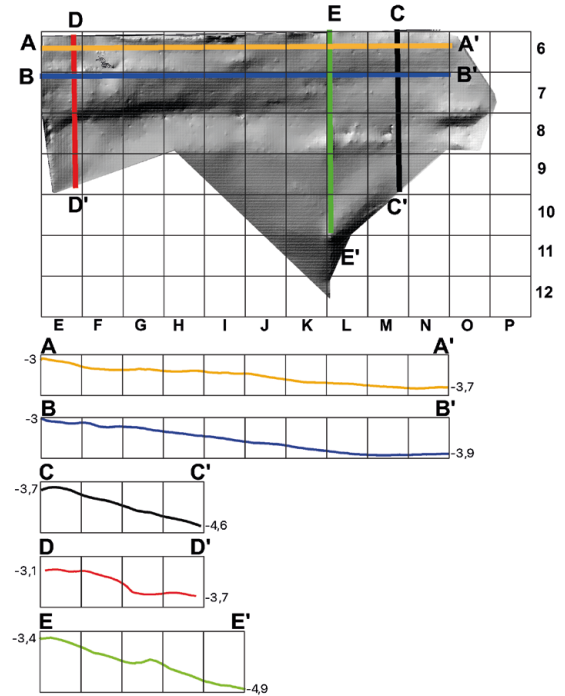 E C
D
A A' 6
B B' 7
8
9
D' C' 10
E' 11
12
E F G H I J K L M N O P
A A'
-3
-3,7
B B'
-3
-3,9
C C'
-3,7
-4,6
D D'
-3,1
-3,7
E E'
-3,4
-4,9